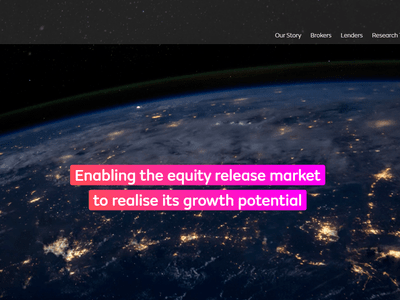 Our Story Brokers Lenders Research
Enabling the equity release market
to realise its growth potential